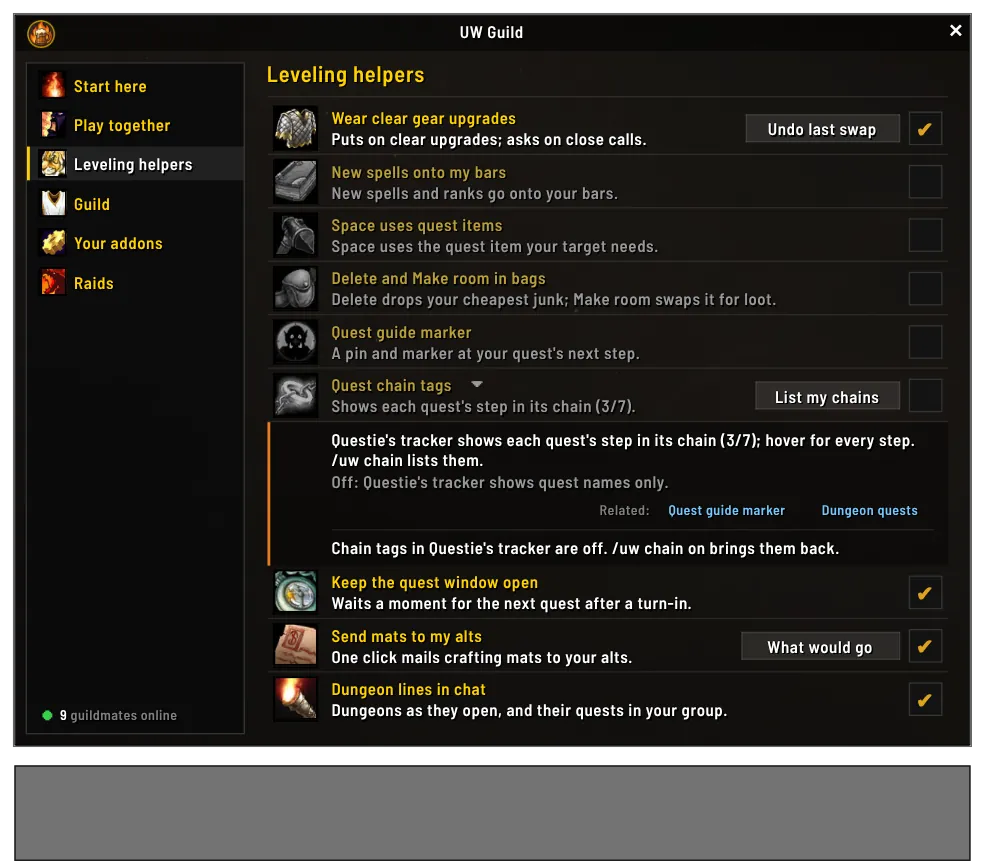 UW Guild
Start here
Play together
Leveling helpers
Guild
Your addons
Raids
9 guildmates online
Leveling helpers
Wear clear gear upgrades
Puts on clear upgrades; asks on close calls.
Undo last swap
New spells onto my bars
New spells and ranks go onto your bars.
Space uses quest items
Space uses the quest item your target needs.
Delete and Make room in bags
Delete drops your cheapest junk; Make room swaps it for loot.
Quest guide marker
A pin and marker at your quest's next step.
Quest chain tags
Shows each quest's step in its chain (3/7).
List my chains
Questie's tracker shows each quest's step in its chain (3/7); hover for every step.
/uw chain lists them.
Off: Questie's tracker shows quest names only.
Related: Quest guide marker Dungeon quests
Chain tags in Questie's tracker are off. /uw chain on brings them back.
Keep the quest window open
Waits a moment for the next quest after a turn-in.
Send mats to my alts
One click mails crafting mats to your alts.
What would go
Dungeon lines in chat
Dungeons as they open, and their quests in your group.